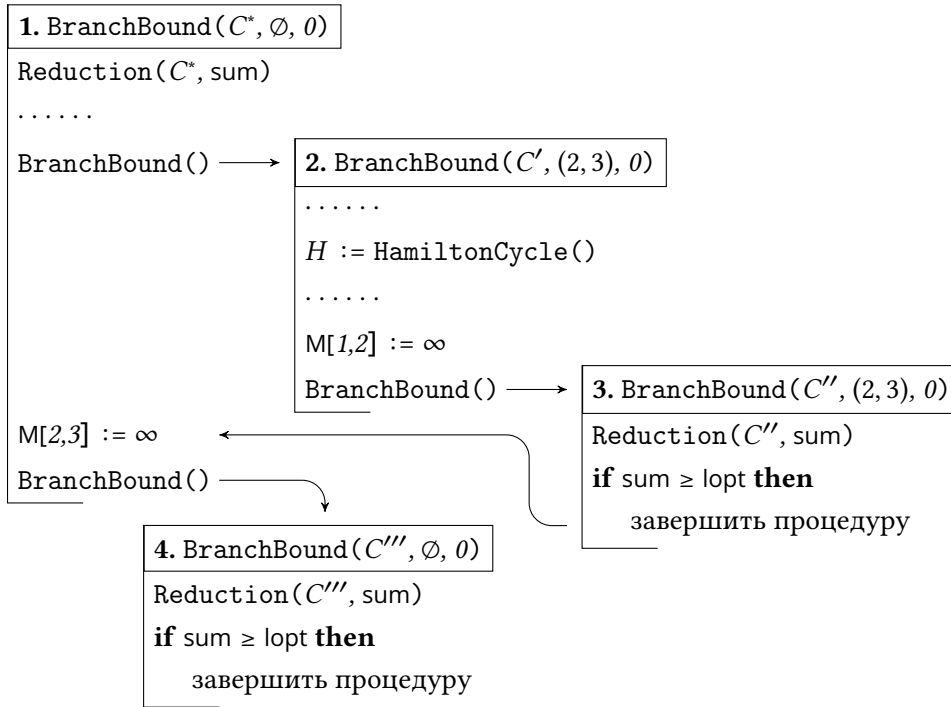 1. BranchBound(C*, ∅, 0)
Reduction(C*, sum)
. . . . . .
BranchBound()
2. BranchBound(C′, (2, 3), 0)
. . . . . .
H := HamiltonCycle()
. . . . . .
M[1,2] := ∞
BranchBound()
3. BranchBound(C″, (2, 3), 0)
Reduction(C″, sum)
if sum ≥ lopt then
завершить процедуру
M[2,3] := ∞
BranchBound()
4. BranchBound(C‴, ∅, 0)
Reduction(C‴, sum)
if sum ≥ lopt then
завершить процедуру